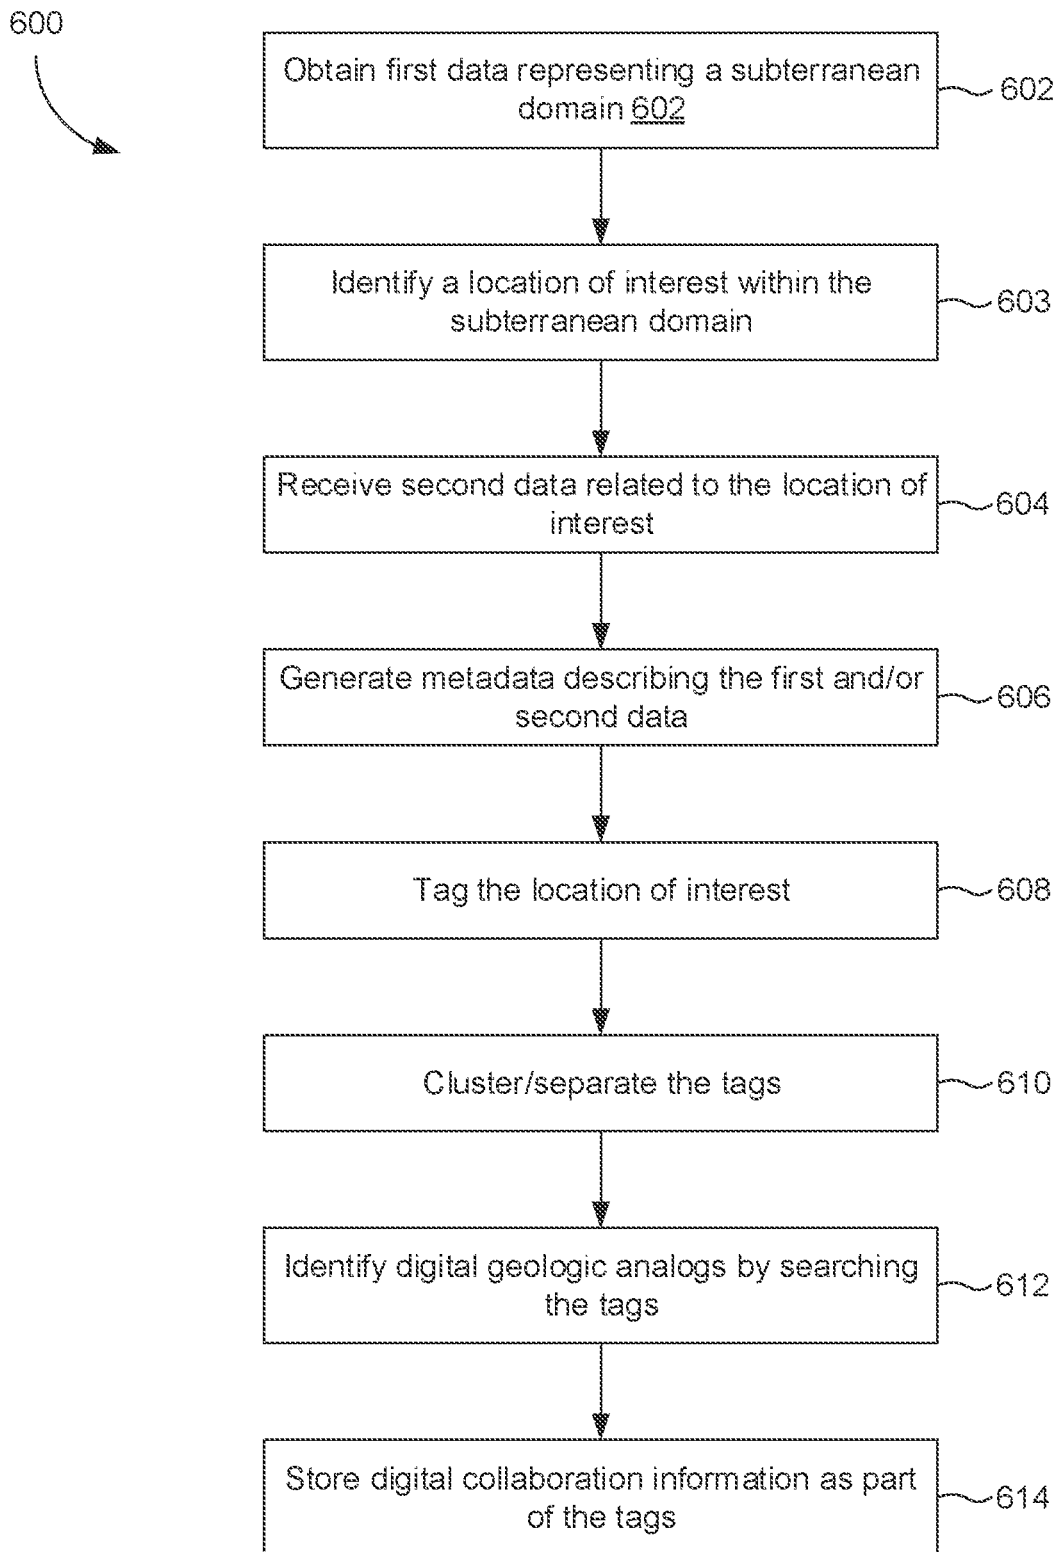 600
Obtain first data representing a subterranean
domain 602
602
Identify a location of interest within the
subterranean domain
603
Receive second data related to the location of
interest
604
Generate metadata describing the first and/or
second data
606
Tag the location of interest
608
Cluster/separate the tags
610
Identify digital geologic analogs by searching
the tags
612
Store digital collaboration information as part
of the tags
614